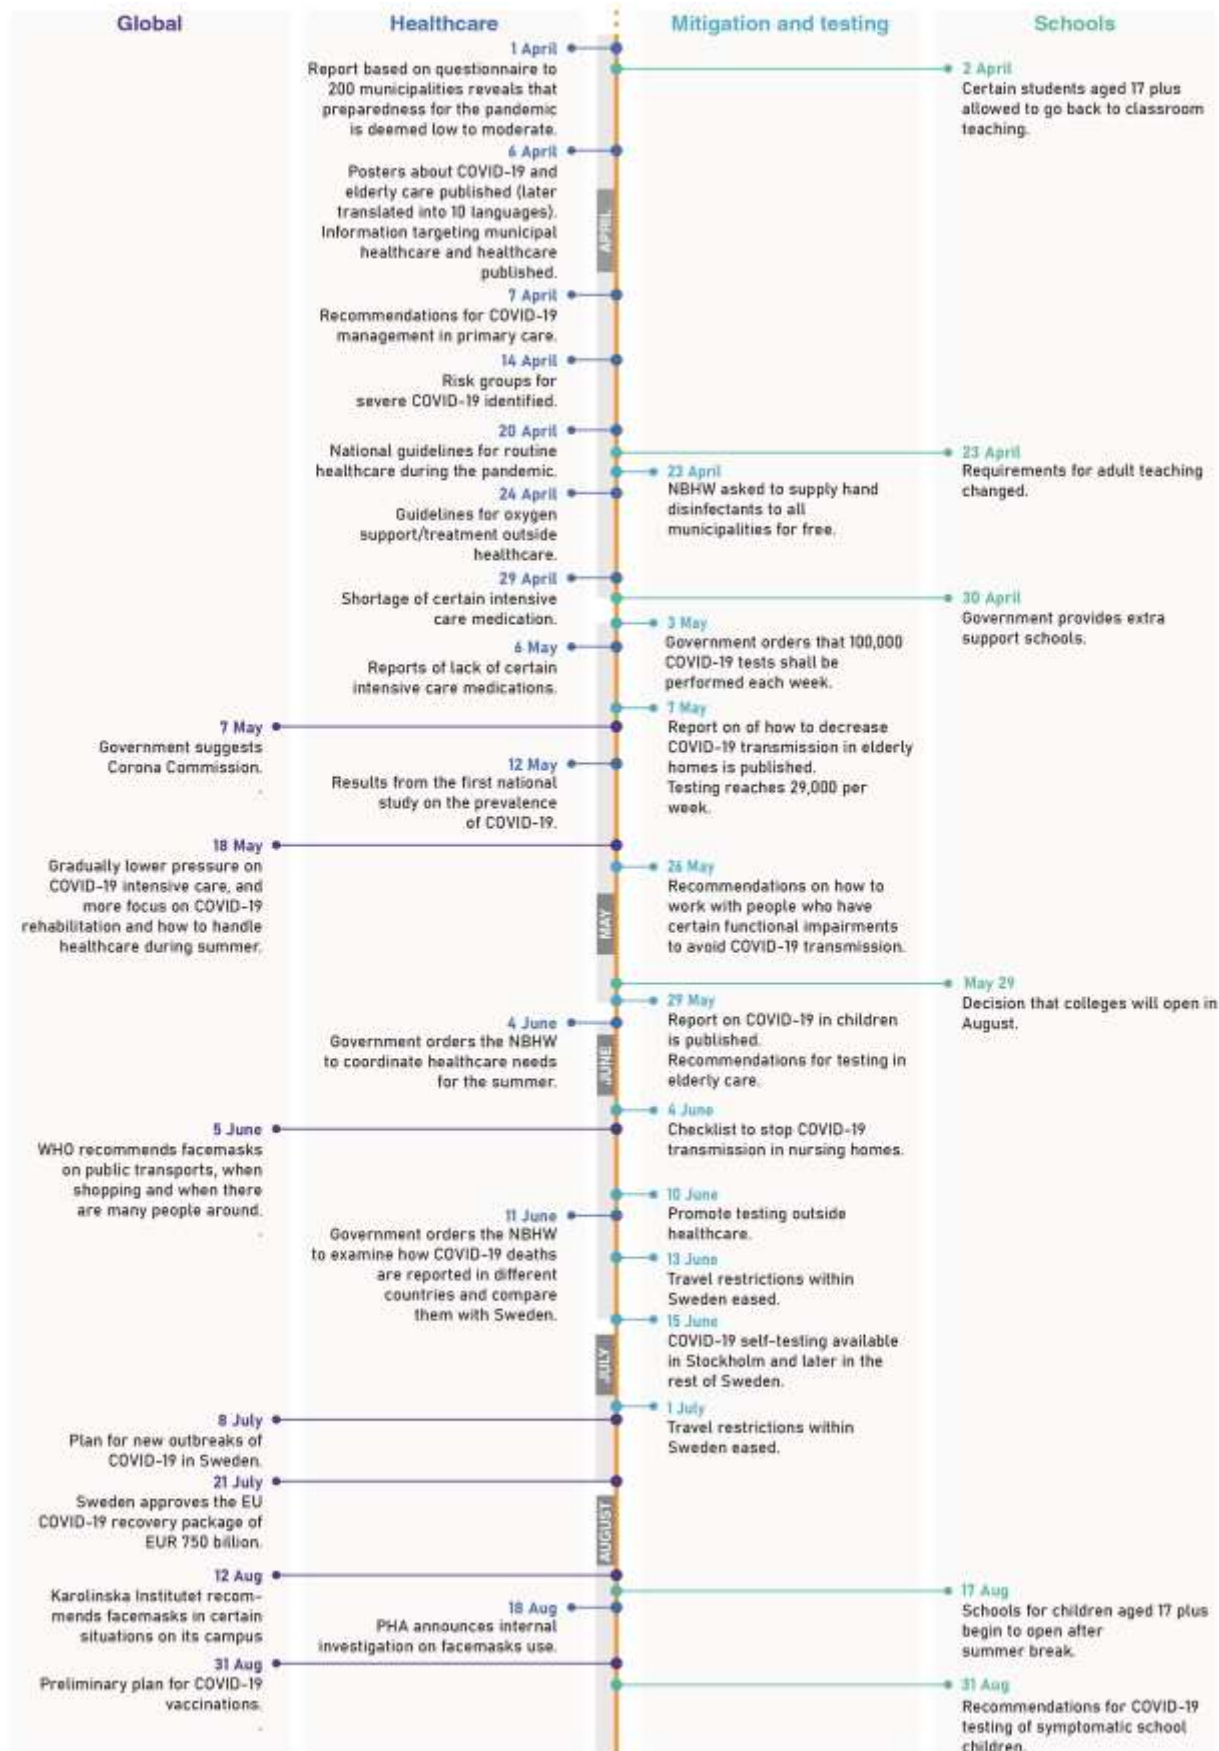 Global
Healthcare
Mitigation and testing
Schools
1 April
Report based on questionnaire to
200 municipalities reveals that
preparedness for the pandemic
is deemed low to moderate.
2 April
Certain students aged 17 plus
allowed to go back to classroom
teaching.
6 April
Posters about COVID-19 and
elderly care published (later
translated into 10 languages).
Information targeting municipal
healthcare and healthcare
published.
APRIL
7 April
Recommendations for COVID-19
management in primary care.
14 April
Risk groups for
severe COVID-19 identified.
20 April
National guidelines for routine
healthcare during the pandemic.
23 April
Requirements for adult teaching
changed.
23 April
NBHW asked to supply hand
disinfectants to all
municipalities for free.
24 April
Guidelines for oxygen
support/treatment outside
healthcare.
29 April
Shortage of certain intensive
care medication.
30 April
Government provides extra
support schools.
3 May
Government orders that 100,000
COVID-19 tests shall be
performed each week.
6 May
Reports of lack of certain
intensive care medications.
7 May
Report on of how to decrease
COVID-19 transmission in elderly
homes is published.
Testing reaches 29,000 per
week.
7 May
Government suggests
Corona Commission.
.
12 May
Results from the first national
study on the prevalence
of COVID-19.
18 May
Gradually lower pressure on
COVID-19 intensive care, and
more focus on COVID-19
rehabilitation and how to handle
healthcare during summer.
26 May
Recommendations on how to
work with people who have
certain functional impairments
to avoid COVID-19 transmission.
MAY
May 29
Decision that colleges will open in
August.
29 May
Report on COVID-19 in children
is published.
Recommendations for testing in
elderly care.
4 June
Government orders the NBHW
to coordinate healthcare needs
for the summer.
JUNE
4 June
Checklist to stop COVID-19
transmission in nursing homes.
5 June
WHO recommends facemasks
on public transports, when
shopping and when there
are many people around.
.
10 June
Promote testing outside
healthcare.
11 June
Government orders the NBHW
to examine how COVID-19 deaths
are reported in different
countries and compare
them with Sweden.
13 June
Travel restrictions within
Sweden eased.
15 June
COVID-19 self-testing available
in Stockholm and later in the
rest of Sweden.
JULY
1 July
Travel restrictions within
Sweden eased.
8 July
Plan for new outbreaks of
COVID-19 in Sweden.
21 July
Sweden approves the EU
COVID-19 recovery package of
EUR 750 billion.
AUGUST
12 Aug
Karolinska Institutet recom-
mends facemasks in certain
situations on its campus
17 Aug
Schools for children aged 17 plus
begin to open after
summer break.
18 Aug
PHA announces internal
investigation on facemasks use.
31 Aug
Preliminary plan for COVID-19
vaccinations.
.
31 Aug
Recommendations for COVID-19
testing of symptomatic school
children.